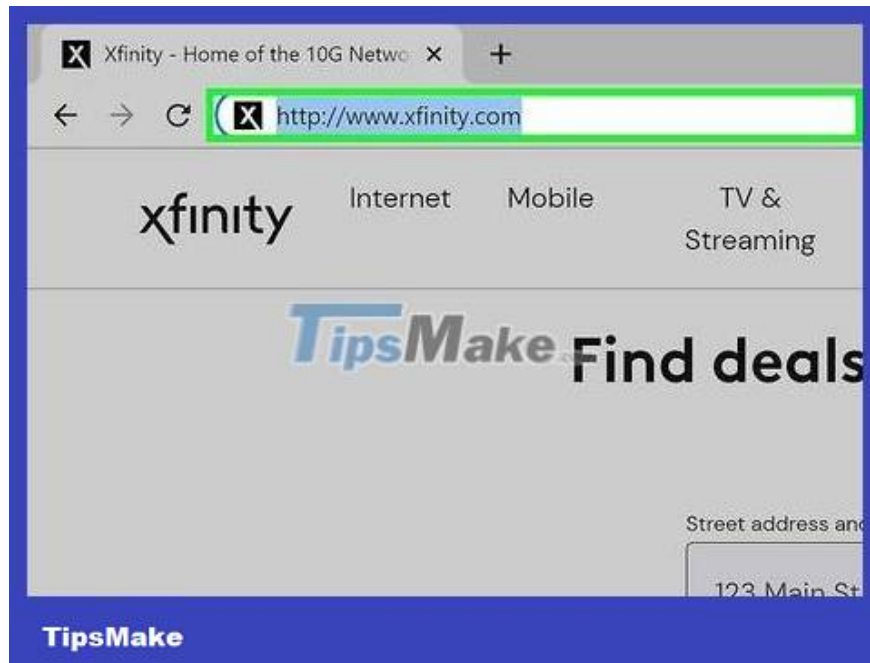 Xfinity - Home of the 10G Netwo
http://www.xfinity.com
xfinity Internet Mobile TV &
Streaming
TipsMake
Find deals
Street address and
123 Main St
TipsMake